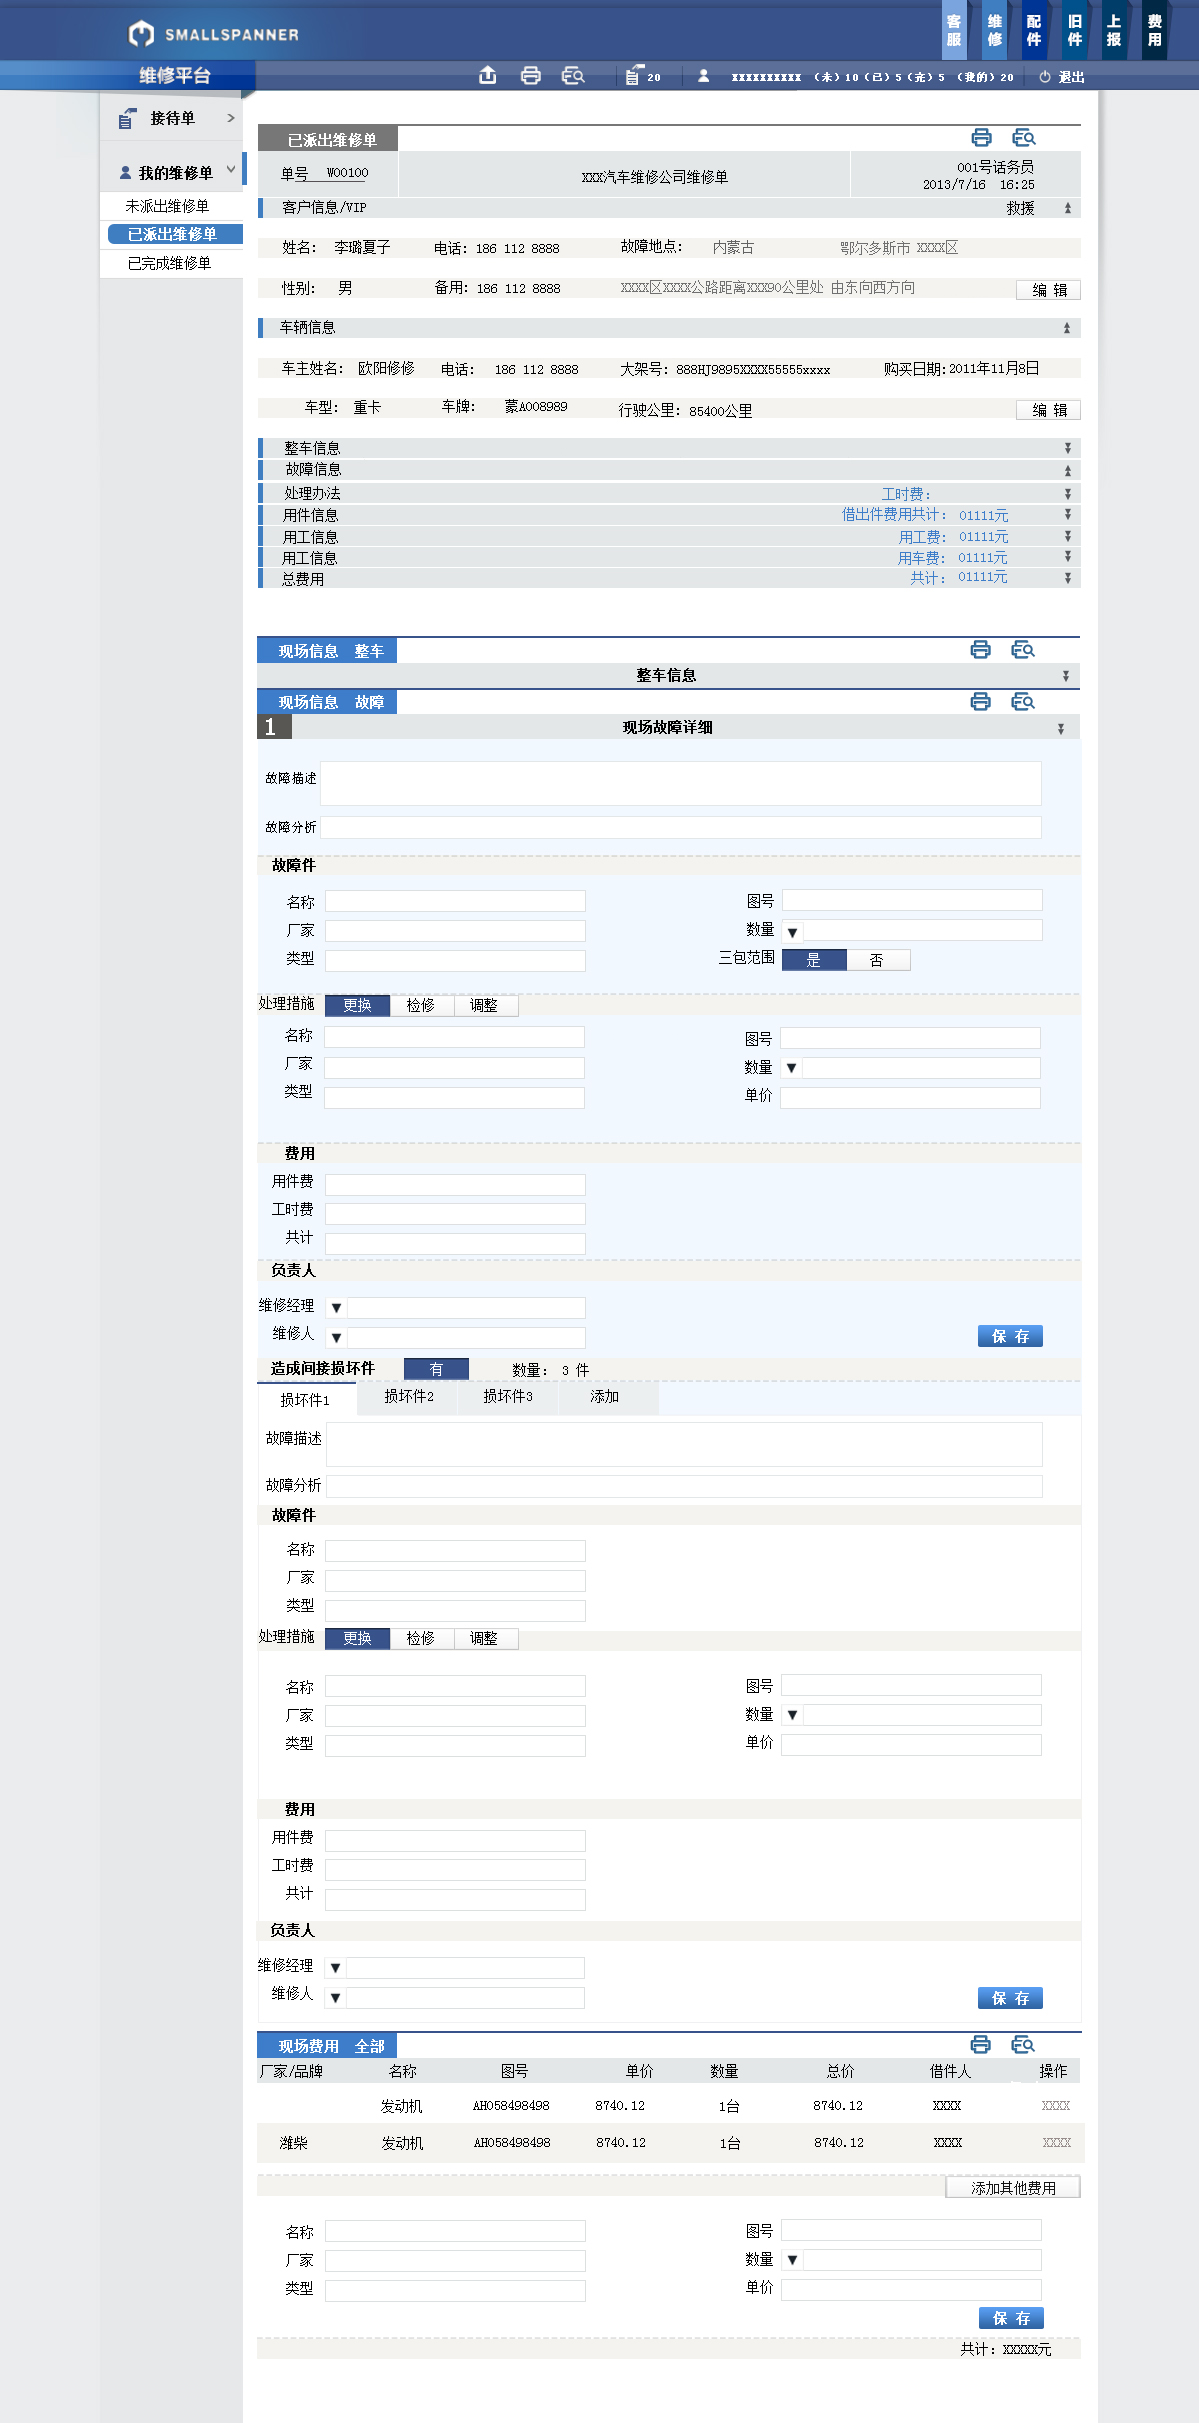 SMALLSPANNER
客服 维修 配件 旧件 上报 费用
维修平台
20 xxxxxxxxxx (未)10(已)5(完)5 (我的)20 退出
接待单
我的维修单
未派出维修单
已派出维修单
已完成维修单
已派出维修单
单号 W00100 XXX汽车维修公司维修单 001号话务员
2013/7/16 16:25
客户信息/VIP 救援
姓名: 李璐夏子 电话: 186 112 8888 故障地点: 内蒙古 鄂尔多斯市 XXXX区
性别: 男 备用: 186 112 8888 XXXX区XXXX公路距离XXX90公里处 由东向西方向 编 辑
车辆信息
车主姓名: 欧阳修修 电话: 186 112 8888 大架号: 888HJ9895XXXX55555xxxx 购买日期:2011年11月8日
车型: 重卡 车牌: 蒙A008989 行驶公里: 85400公里 编 辑
整车信息
故障信息
处理办法 工时费:
用件信息 借出件费用共计: 01111元
用工信息 用工费: 01111元
用工信息 用车费: 01111元
总费用 共计: 01111元
现场信息 整车
整车信息
现场信息 故障
1 现场故障详细
故障描述
故障分析
故障件
名称 图号
厂家 数量 ▼
类型 三包范围 是 否
处理措施 更换 检修 调整
名称 图号
厂家 数量 ▼
类型 单价
费用
用件费
工时费
共计
负责人
维修经理 ▼
维修人 ▼ 保 存
造成间接损坏件 有 数量: 3 件
损坏件1 损坏件2 损坏件3 添加
故障描述
故障分析
故障件
名称
厂家
类型
处理措施 更换 检修 调整
名称 图号
厂家 数量 ▼
类型 单价
费用
用件费
工时费
共计
负责人
维修经理 ▼
维修人 ▼ 保 存
现场费用 全部
厂家/品牌 名称 图号 单价 数量 总价 借件人 操作
发动机 AH058498498 8740.12 1台 8740.12 XXXX XXXX
潍柴 发动机 AH058498498 8740.12 1台 8740.12 XXXX XXXX
添加其他费用
名称 图号
厂家 数量 ▼
类型 单价
保 存
共计: XXXXX元